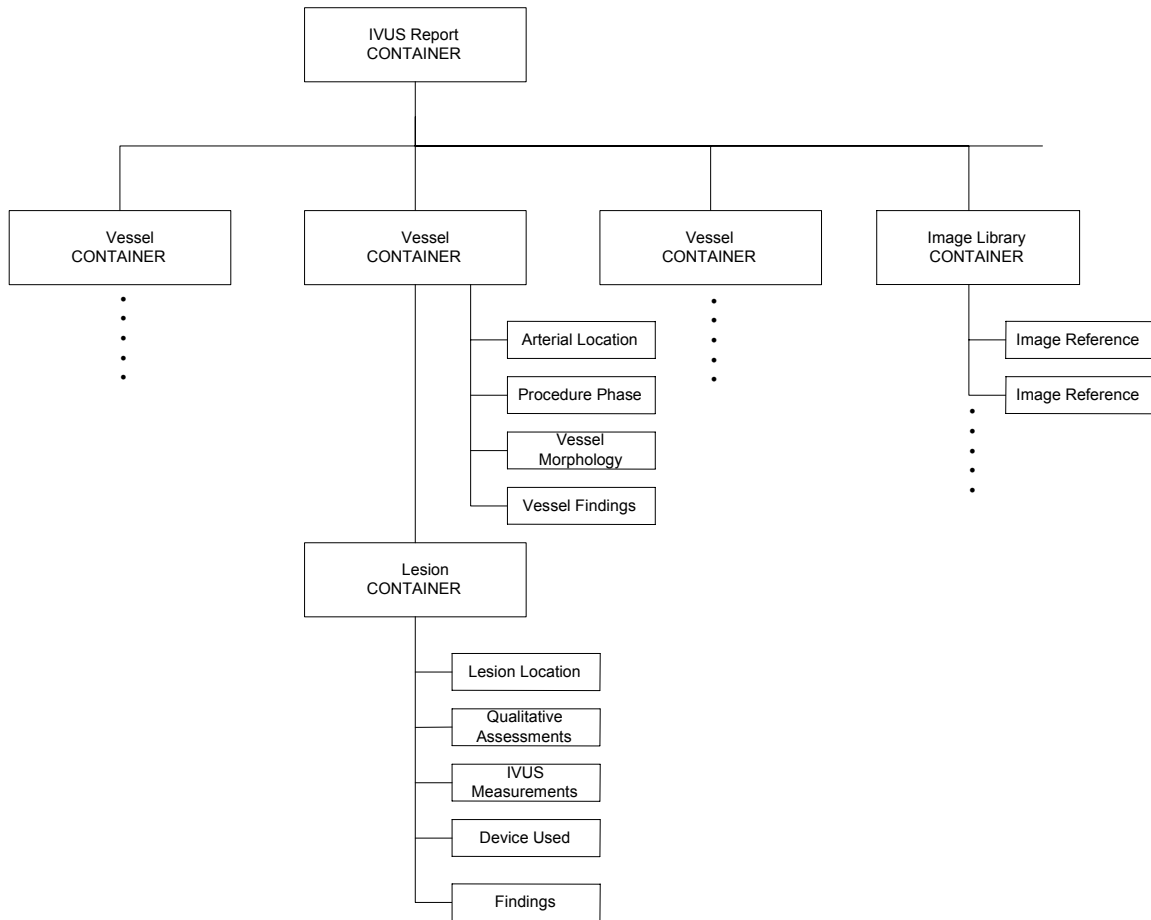 IVUS Report
CONTAINER
Vessel
CONTAINER
Vessel
CONTAINER
Vessel
CONTAINER
Image Library
CONTAINER
Arterial Location
Procedure Phase
Vessel
Morphology
Vessel Findings
Image Reference
Image Reference
Lesion
CONTAINER
Lesion Location
Qualitative
Assessments
IVUS
Measurements
Device Used
Findings